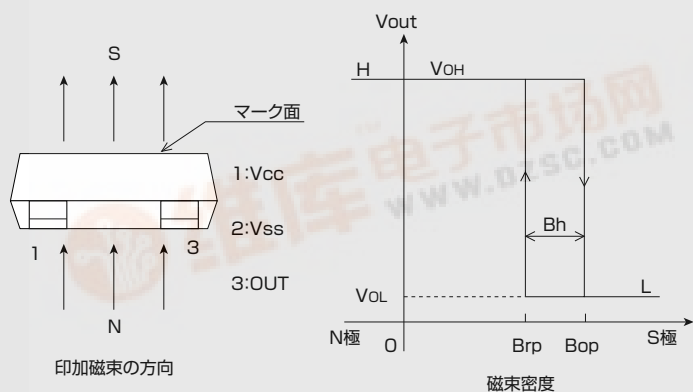 S
マーク面
1:Vcc
2:Vss
3:OUT
1
3
N
印加磁束の方向
Vout
H
VOH
Bh
VOL
L
N極
0
Brp
Bop
S極
磁束密度
维库电子市场网
TM
WWW.DZSC.COM